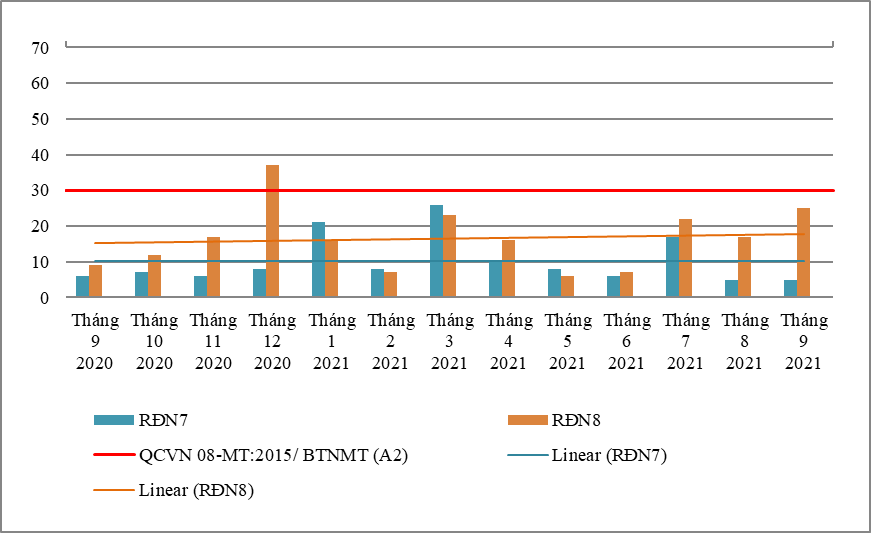 70
60
50
40
30
20
10
0
Tháng 9 2020
Tháng 10 2020
Tháng 11 2020
Tháng 12 2020
Tháng 1 2021
Tháng 2 2021
Tháng 3 2021
Tháng 4 2021
Tháng 5 2021
Tháng 6 2021
Tháng 7 2021
Tháng 8 2021
Tháng 9 2021
RĐN7
RĐN8
QCVN 08-MT:2015/ BTNMT (A2)
Linear (RĐN7)
Linear (RĐN8)